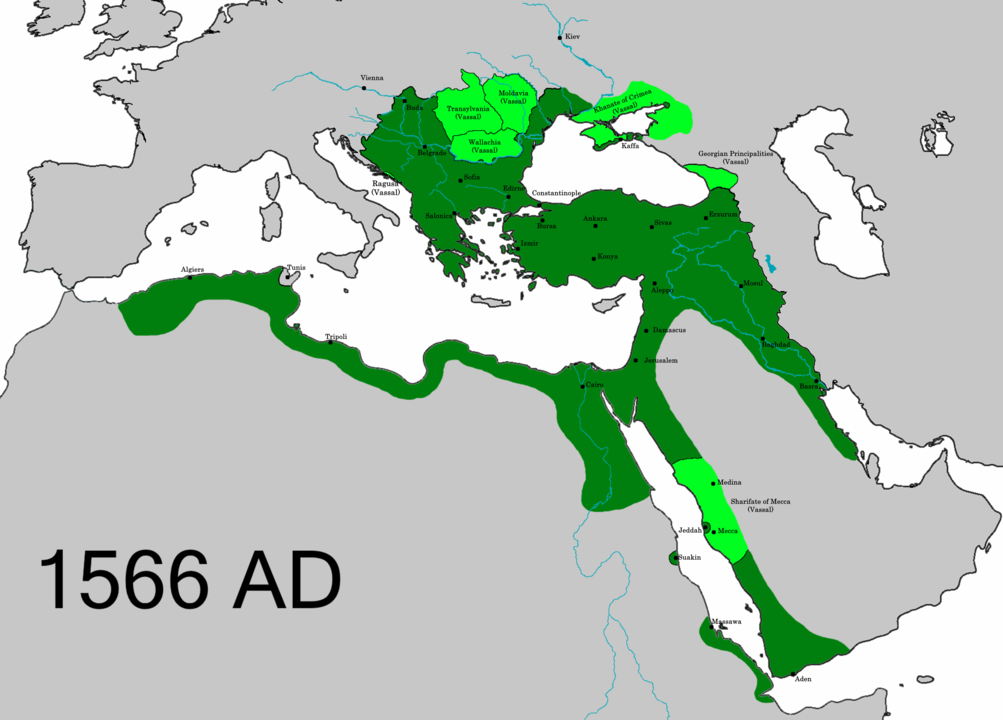 Kiev
Vienna
Buda
Transylvania
(Vassal)
Moldavia
(Vassal)
Khanate of Crimea
(Vassal)
Kaffa
Wallachia
(Vassal)
Belgrade
Georgian Principalities
(Vassal)
Ragusa
(Vassal)
Sofia
Edirne
Constantinople
Salonica
Bursa
Ankara
Sivas
Erzurum
Izmir
Konya
Algiers
Tunis
Aleppo
Mosul
Tripoli
Damascus
Baghdad
Jerusalem
Cairo
Basra
Medina
Sharifate of Mecca
(Vassal)
Jeddah
Mecca
Suakin
1566 AD
Massawa
Aden